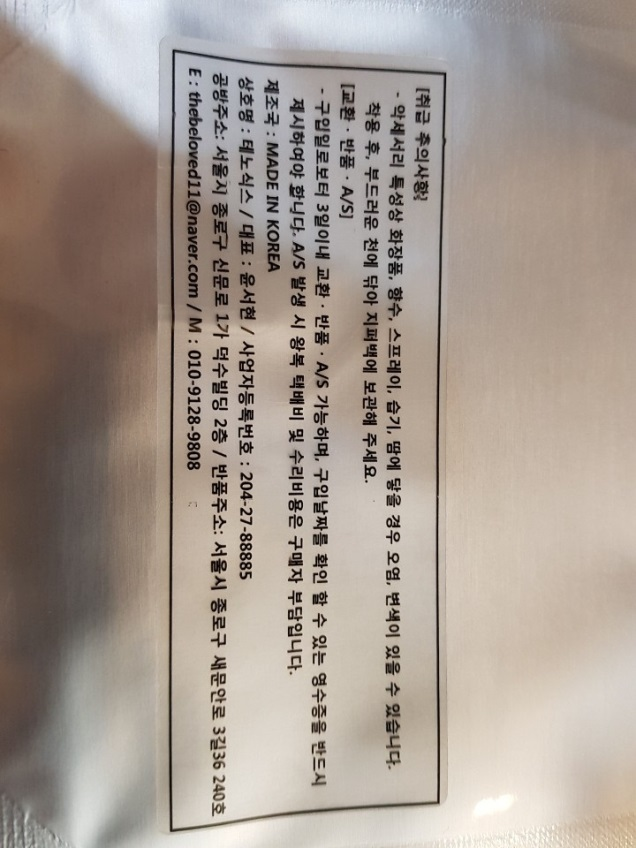 [취급 주의사항]
- 악세서리 특성상 화장품, 향수, 스프레이, 습기, 땀에 닿을 경우 오염, 변색이 있을 수 있습니다.
착용 후, 부드러운 천에 닦아 지퍼백에 보관해 주세요.
[교환 · 반품 · A/S]
- 구입일로보터 3일이내 교환 · 반품 · A/S 가능하며, 구입날짜를 확인 할 수 있는 영수증을 반드시
제시하여야 합니다. A/S 발생 시 왕복 택배비 및 수리비용은 구매자 부담입니다.
제조국 : MADE IN KOREA
상호명 : 테노식스 / 대표 : 윤서현 / 사업자등록번호 : 204-27-88885
공방주소: 서울시 종로구 신문로 1가 덕수빌딩 2층 / 반품주소: 서울시 종로구 새문안로 3길36 240호
E : thebeloved11@naver.com / M : 010-9128-9808